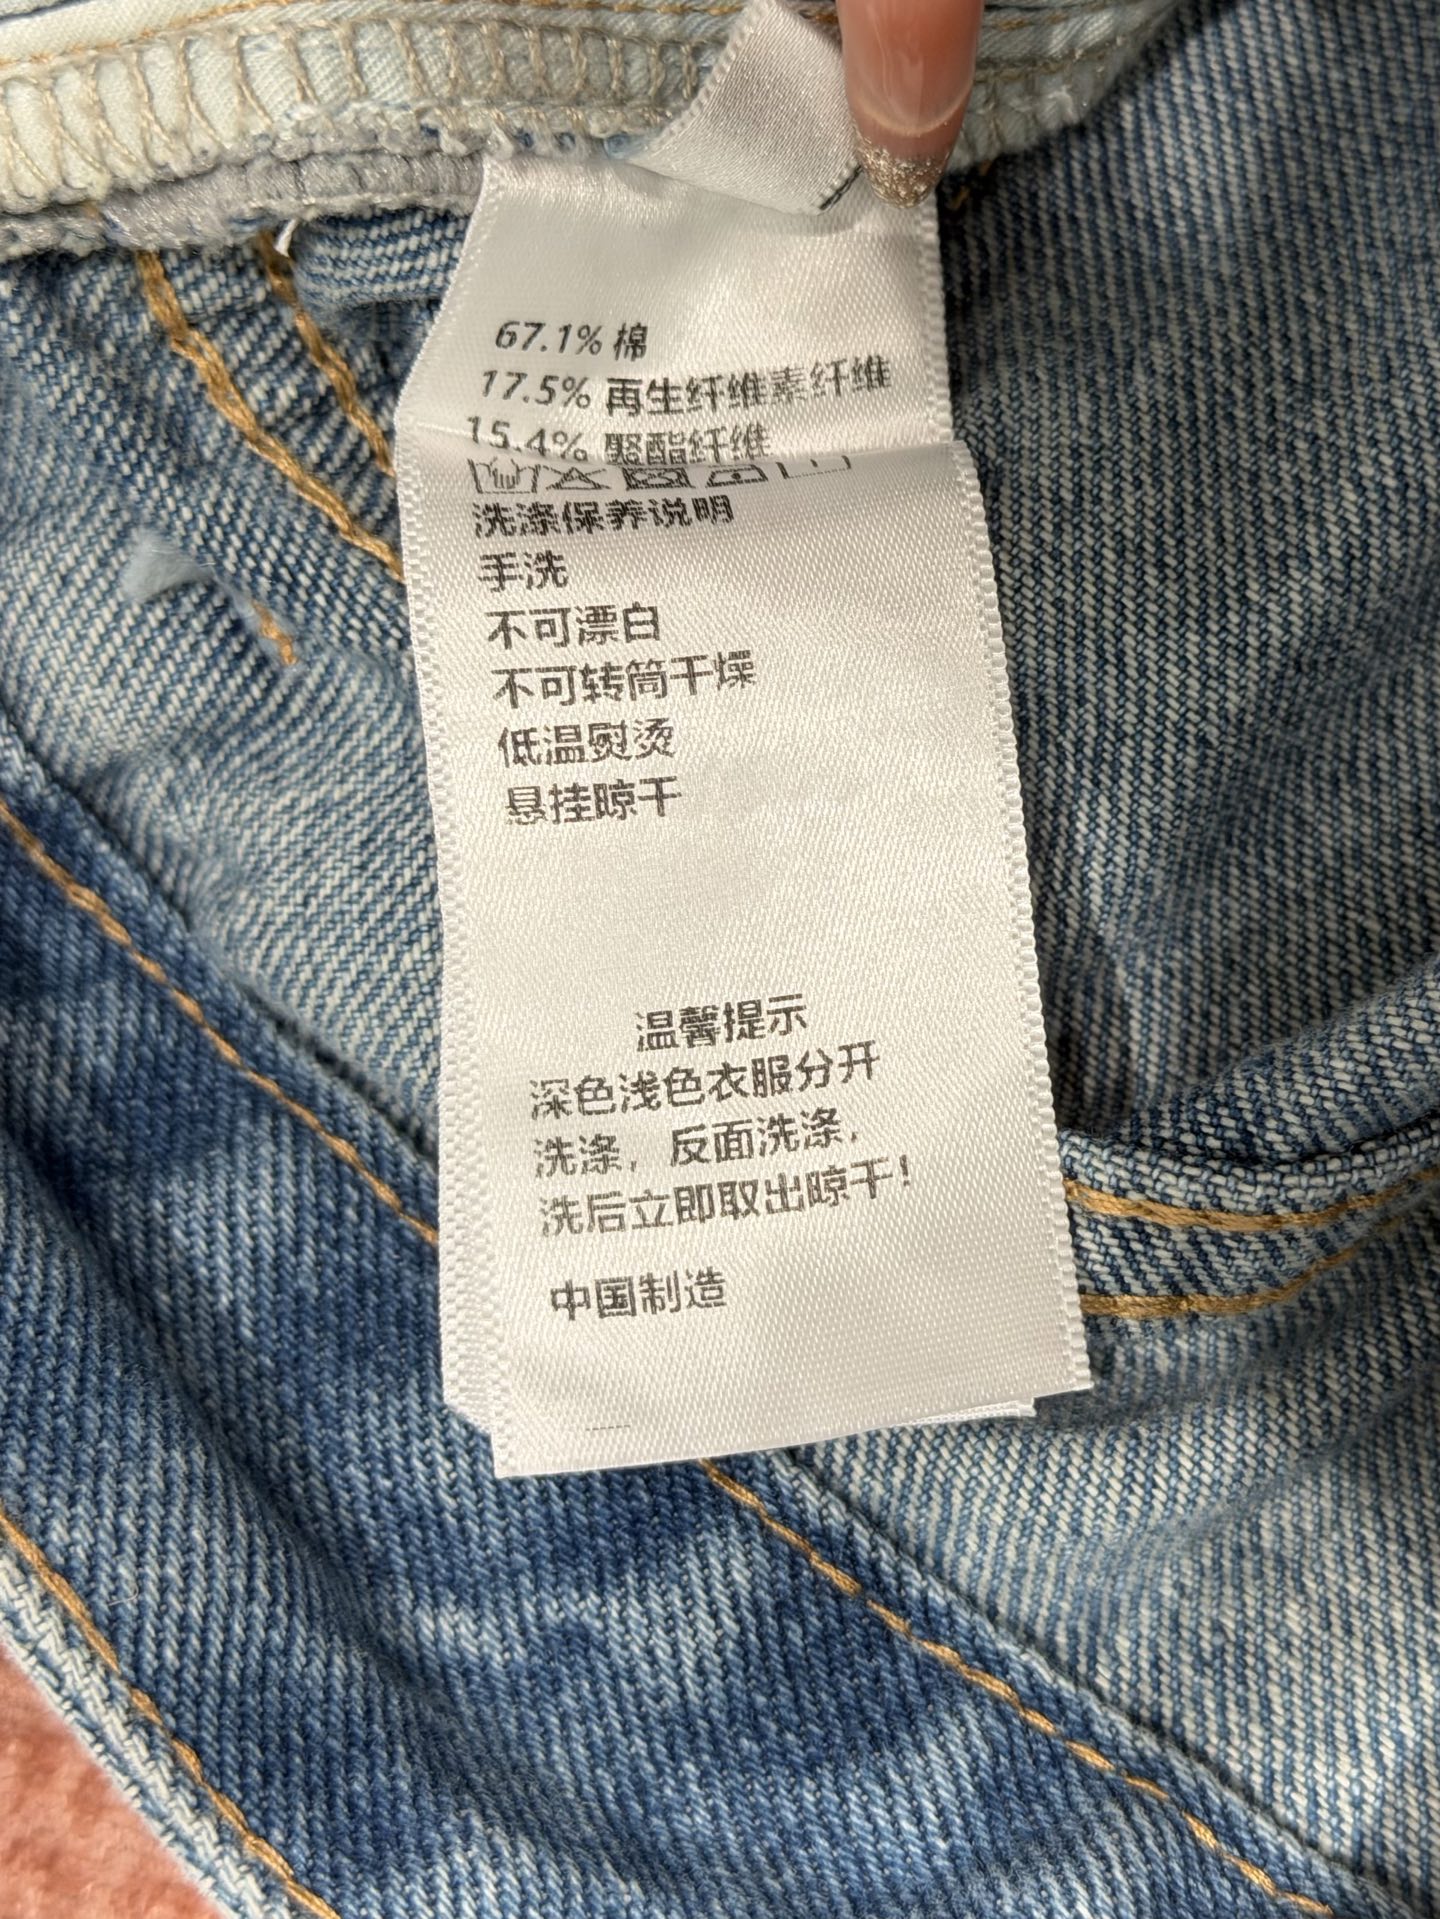 67.1% 棉
17.5% 再生纤维素纤维
15.4% 聚酯纤维
洗涤保养说明
手洗
不可漂白
不可转筒干燥
低温熨烫
悬挂晾干
温馨提示
深色浅色衣服分开
洗涤，反面洗涤，
洗后立即取出晾干！
中国制造